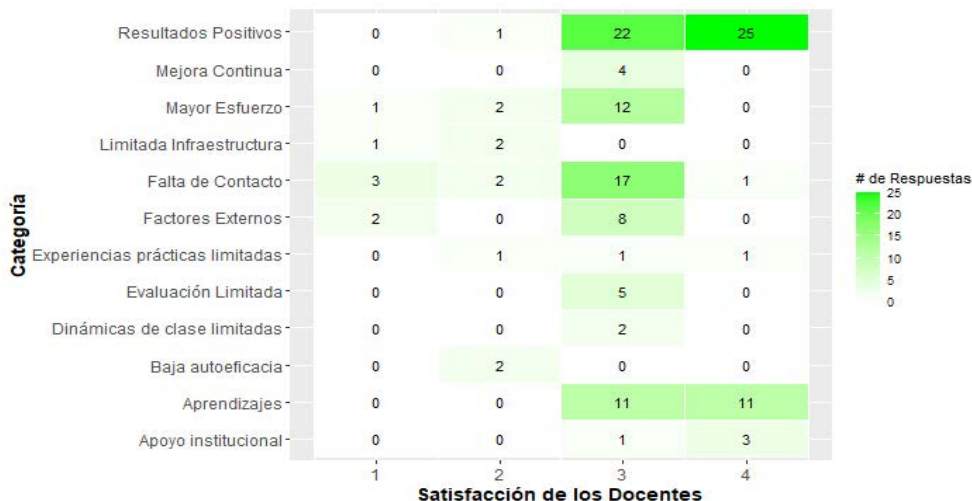 Resultados Positivos 0 1 22 25
Mejora Continua 0 0 4 0
Mayor Esfuerzo 1 2 12 0
Limitada Infraestructura 1 2 0 0
Falta de Contacto 3 2 17 1
Factores Externos 2 0 8 0
Experiencias prácticas limitadas 0 1 1 1
Evaluación Limitada 0 0 5 0
Dinámicas de clase limitadas 0 0 2 0
Baja autoeficacia 0 2 0 0
Aprendizajes 0 0 11 11
Apoyo institucional 0 0 1 3
1 2 3 4
Satisfacción de los Docentes
Categoría
# de Respuestas
25
20
15
10
5
0